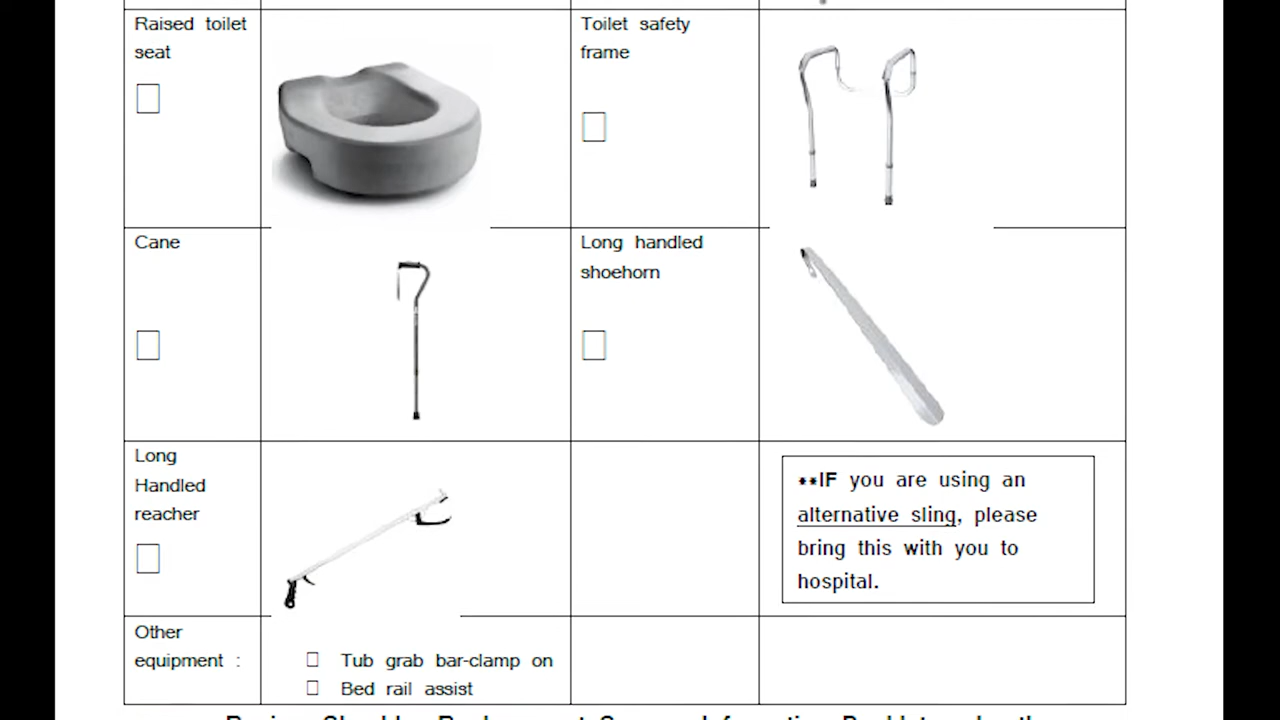 Raised toilet
seat
Toilet safety
frame
Cane
Long handled
shoehorn
Long
Handled
reacher
**IF you are using an
alternative sling, please
bring this with you to
hospital.
Other
equipment :
Tub grab bar-clamp on
Bed rail assist